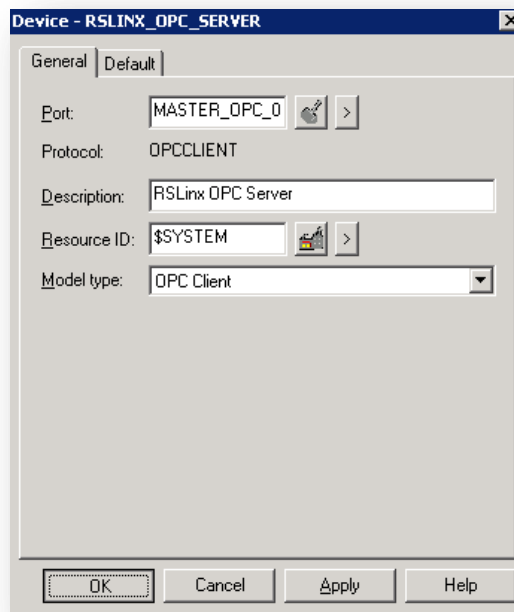 Device - RSLINX_OPC_SERVER
General Default
Port: MASTER_OPC_0 >
Protocol: OPCCLIENT
Description: RSLinx OPC Server
Resource ID: $SYSTEM >
Model type: OPC Client
OK Cancel Apply Help